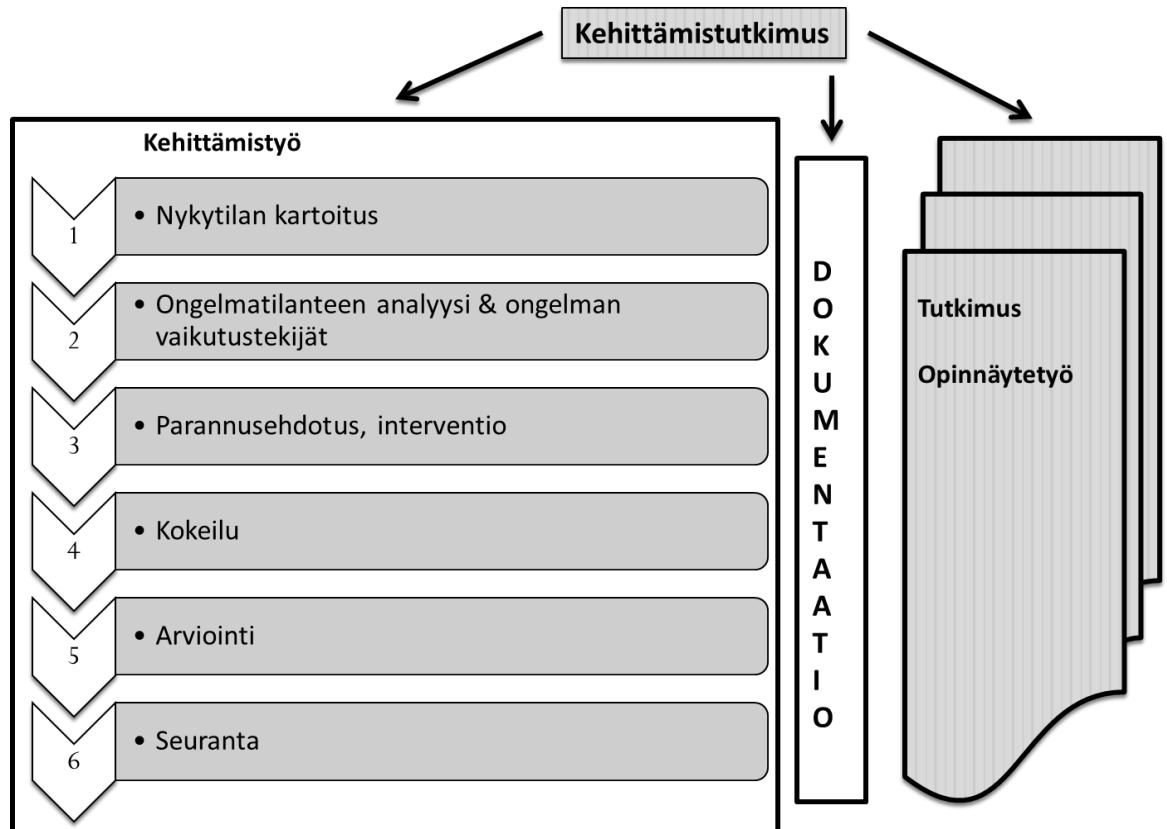 Kehittämistutkimus
Kehittämistyö
1
• Nykytilan kartoitus
2
• Ongelmatilanteen analyysi & ongelman
vaikutustekijät
3
• Parannusehdotus, interventio
4
• Kokeilu
5
• Arviointi
6
• Seuranta
D
O
K
U
M
E
N
T
A
A
T
I
O
Tutkimus
Opinnäytetyö